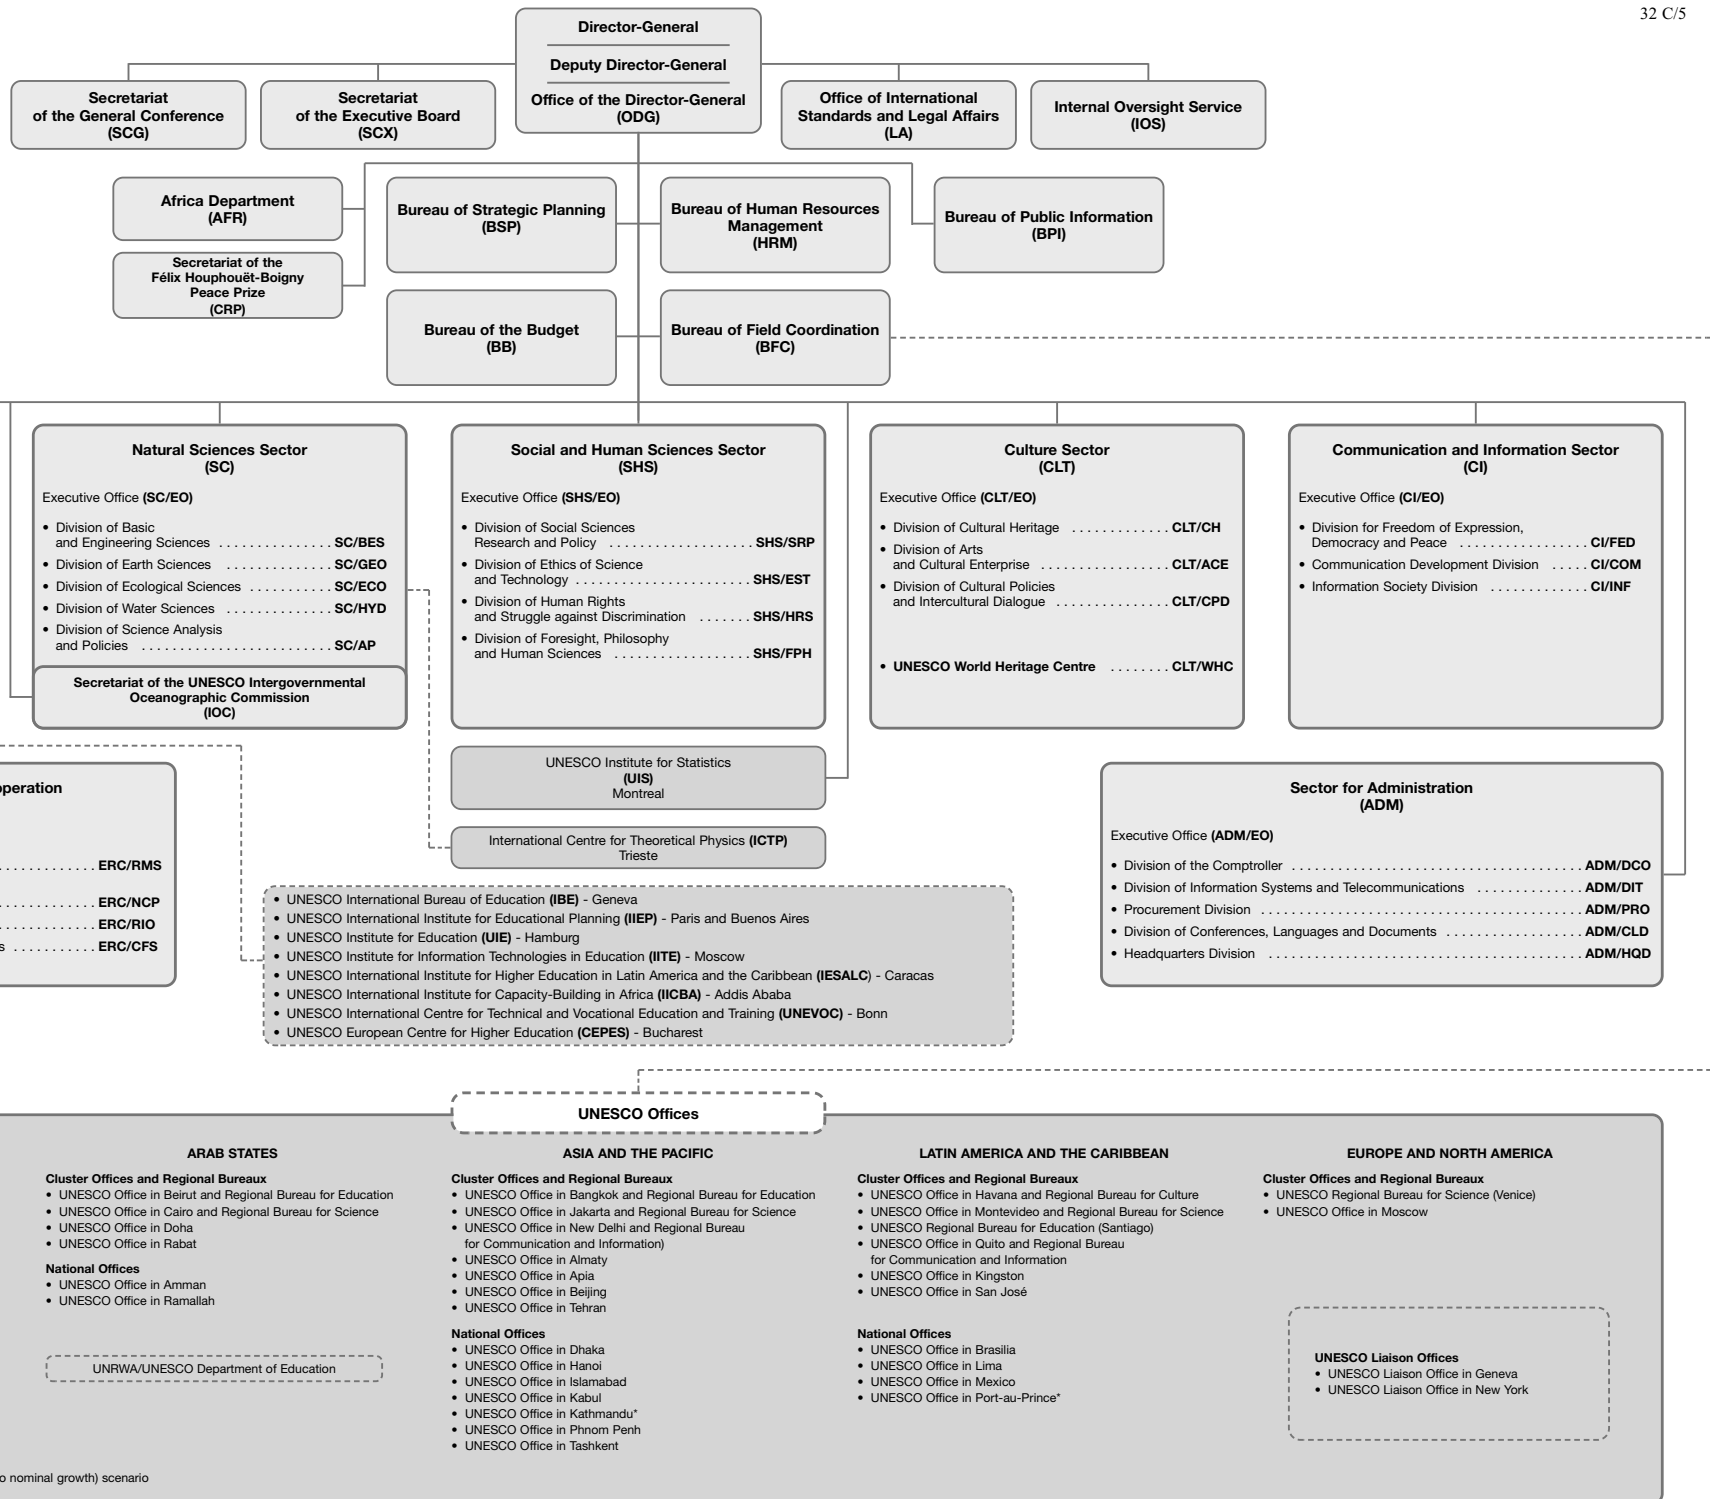 32 C/5
Director-General
Deputy Director-General
Office of the Director-General
(ODG)
Secretariat
of the General Conference
(SCG)
Secretariat
of the Executive Board
(SCX)
Office of International
Standards and Legal Affairs
(LA)
Internal Oversight Service
(IOS)
Africa Department
(AFR)
Secretariat of the
Félix Houphouët-Boigny
Peace Prize
(CRP)
Bureau of Strategic Planning
(BSP)
Bureau of Human Resources
Management
(HRM)
Bureau of Public Information
(BPI)
Bureau of the Budget
(BB)
Bureau of Field Coordination
(BFC)
Natural Sciences Sector
(SC)
Executive Office (SC/EO)
• Division of Basic
and Engineering Sciences . . . . . . . . . . . . . . . SC/BES
• Division of Earth Sciences . . . . . . . . . . . . . . SC/GEO
• Division of Ecological Sciences . . . . . . . . . . . SC/ECO
• Division of Water Sciences . . . . . . . . . . . . . . SC/HYD
• Division of Science Analysis
and Policies . . . . . . . . . . . . . . . . . . . . . . . . . SC/AP
Secretariat of the UNESCO Intergovernmental
Oceanographic Commission
(IOC)
Social and Human Sciences Sector
(SHS)
Executive Office (SHS/EO)
• Division of Social Sciences
Research and Policy . . . . . . . . . . . . . . . . . . . SHS/SRP
• Division of Ethics of Science
and Technology . . . . . . . . . . . . . . . . . . . . . . . SHS/EST
• Division of Human Rights
and Struggle against Discrimination . . . . . . . SHS/HRS
• Division of Foresight, Philosophy
and Human Sciences . . . . . . . . . . . . . . . . . . SHS/FPH
Culture Sector
(CLT)
Executive Office (CLT/EO)
• Division of Cultural Heritage . . . . . . . . . . . . . CLT/CH
• Division of Arts
and Cultural Enterprise . . . . . . . . . . . . . . . . . CLT/ACE
• Division of Cultural Policies
and Intercultural Dialogue . . . . . . . . . . . . . . . CLT/CPD
• UNESCO World Heritage Centre . . . . . . . . CLT/WHC
Communication and Information Sector
(CI)
Executive Office (CI/EO)
• Division for Freedom of Expression,
Democracy and Peace . . . . . . . . . . . . . . . . . CI/FED
• Communication Development Division . . . . . CI/COM
• Information Society Division . . . . . . . . . . . . . CI/INF
UNESCO Institute for Statistics
(UIS)
Montreal
International Centre for Theoretical Physics (ICTP)
Trieste
peration
. . . . . . . . . . . . . ERC/RMS
. . . . . . . . . . . . . ERC/NCP
. . . . . . . . . . . . . ERC/RIO
s . . . . . . . . . . . ERC/CFS
• UNESCO International Bureau of Education (IBE) - Geneva
• UNESCO International Institute for Educational Planning (IIEP) - Paris and Buenos Aires
• UNESCO Institute for Education (UIE) - Hamburg
• UNESCO Institute for Information Technologies in Education (IITE) - Moscow
• UNESCO International Institute for Higher Education in Latin America and the Caribbean (IESALC) - Caracas
• UNESCO International Institute for Capacity-Building in Africa (IICBA) - Addis Ababa
• UNESCO International Centre for Technical and Vocational Education and Training (UNEVOC) - Bonn
• UNESCO European Centre for Higher Education (CEPES) - Bucharest
Sector for Administration
(ADM)
Executive Office (ADM/EO)
• Division of the Comptroller . . . . . . . . . . . . . . . . . . . . . . . . . . . . . . . . . . . . . . ADM/DCO
• Division of Information Systems and Telecommunications . . . . . . . . . . . . . . ADM/DIT
• Procurement Division . . . . . . . . . . . . . . . . . . . . . . . . . . . . . . . . . . . . . . . . . . ADM/PRO
• Division of Conferences, Languages and Documents . . . . . . . . . . . . . . . . . . ADM/CLD
• Headquarters Division . . . . . . . . . . . . . . . . . . . . . . . . . . . . . . . . . . . . . . . . . ADM/HQD
UNESCO Offices
ARAB STATES
Cluster Offices and Regional Bureaux
• UNESCO Office in Beirut and Regional Bureau for Education
• UNESCO Office in Cairo and Regional Bureau for Science
• UNESCO Office in Doha
• UNESCO Office in Rabat
National Offices
• UNESCO Office in Amman
• UNESCO Office in Ramallah
UNRWA/UNESCO Department of Education
ASIA AND THE PACIFIC
Cluster Offices and Regional Bureaux
• UNESCO Office in Bangkok and Regional Bureau for Education
• UNESCO Office in Jakarta and Regional Bureau for Science
• UNESCO Office in New Delhi and Regional Bureau
for Communication and Information)
• UNESCO Office in Almaty
• UNESCO Office in Apia
• UNESCO Office in Beijing
• UNESCO Office in Tehran
National Offices
• UNESCO Office in Dhaka
• UNESCO Office in Hanoi
• UNESCO Office in Islamabad
• UNESCO Office in Kabul
• UNESCO Office in Kathmandu*
• UNESCO Office in Phnom Penh
• UNESCO Office in Tashkent
LATIN AMERICA AND THE CARIBBEAN
Cluster Offices and Regional Bureaux
• UNESCO Office in Havana and Regional Bureau for Culture
• UNESCO Office in Montevideo and Regional Bureau for Science
• UNESCO Regional Bureau for Education (Santiago)
• UNESCO Office in Quito and Regional Bureau
for Communication and Information
• UNESCO Office in Kingston
• UNESCO Office in San José
National Offices
• UNESCO Office in Brasilia
• UNESCO Office in Lima
• UNESCO Office in Mexico
• UNESCO Office in Port-au-Prince*
EUROPE AND NORTH AMERICA
Cluster Offices and Regional Bureaux
• UNESCO Regional Bureau for Science (Venice)
• UNESCO Office in Moscow
UNESCO Liaison Offices
• UNESCO Liaison Office in Geneva
• UNESCO Liaison Office in New York
o nominal growth) scenario